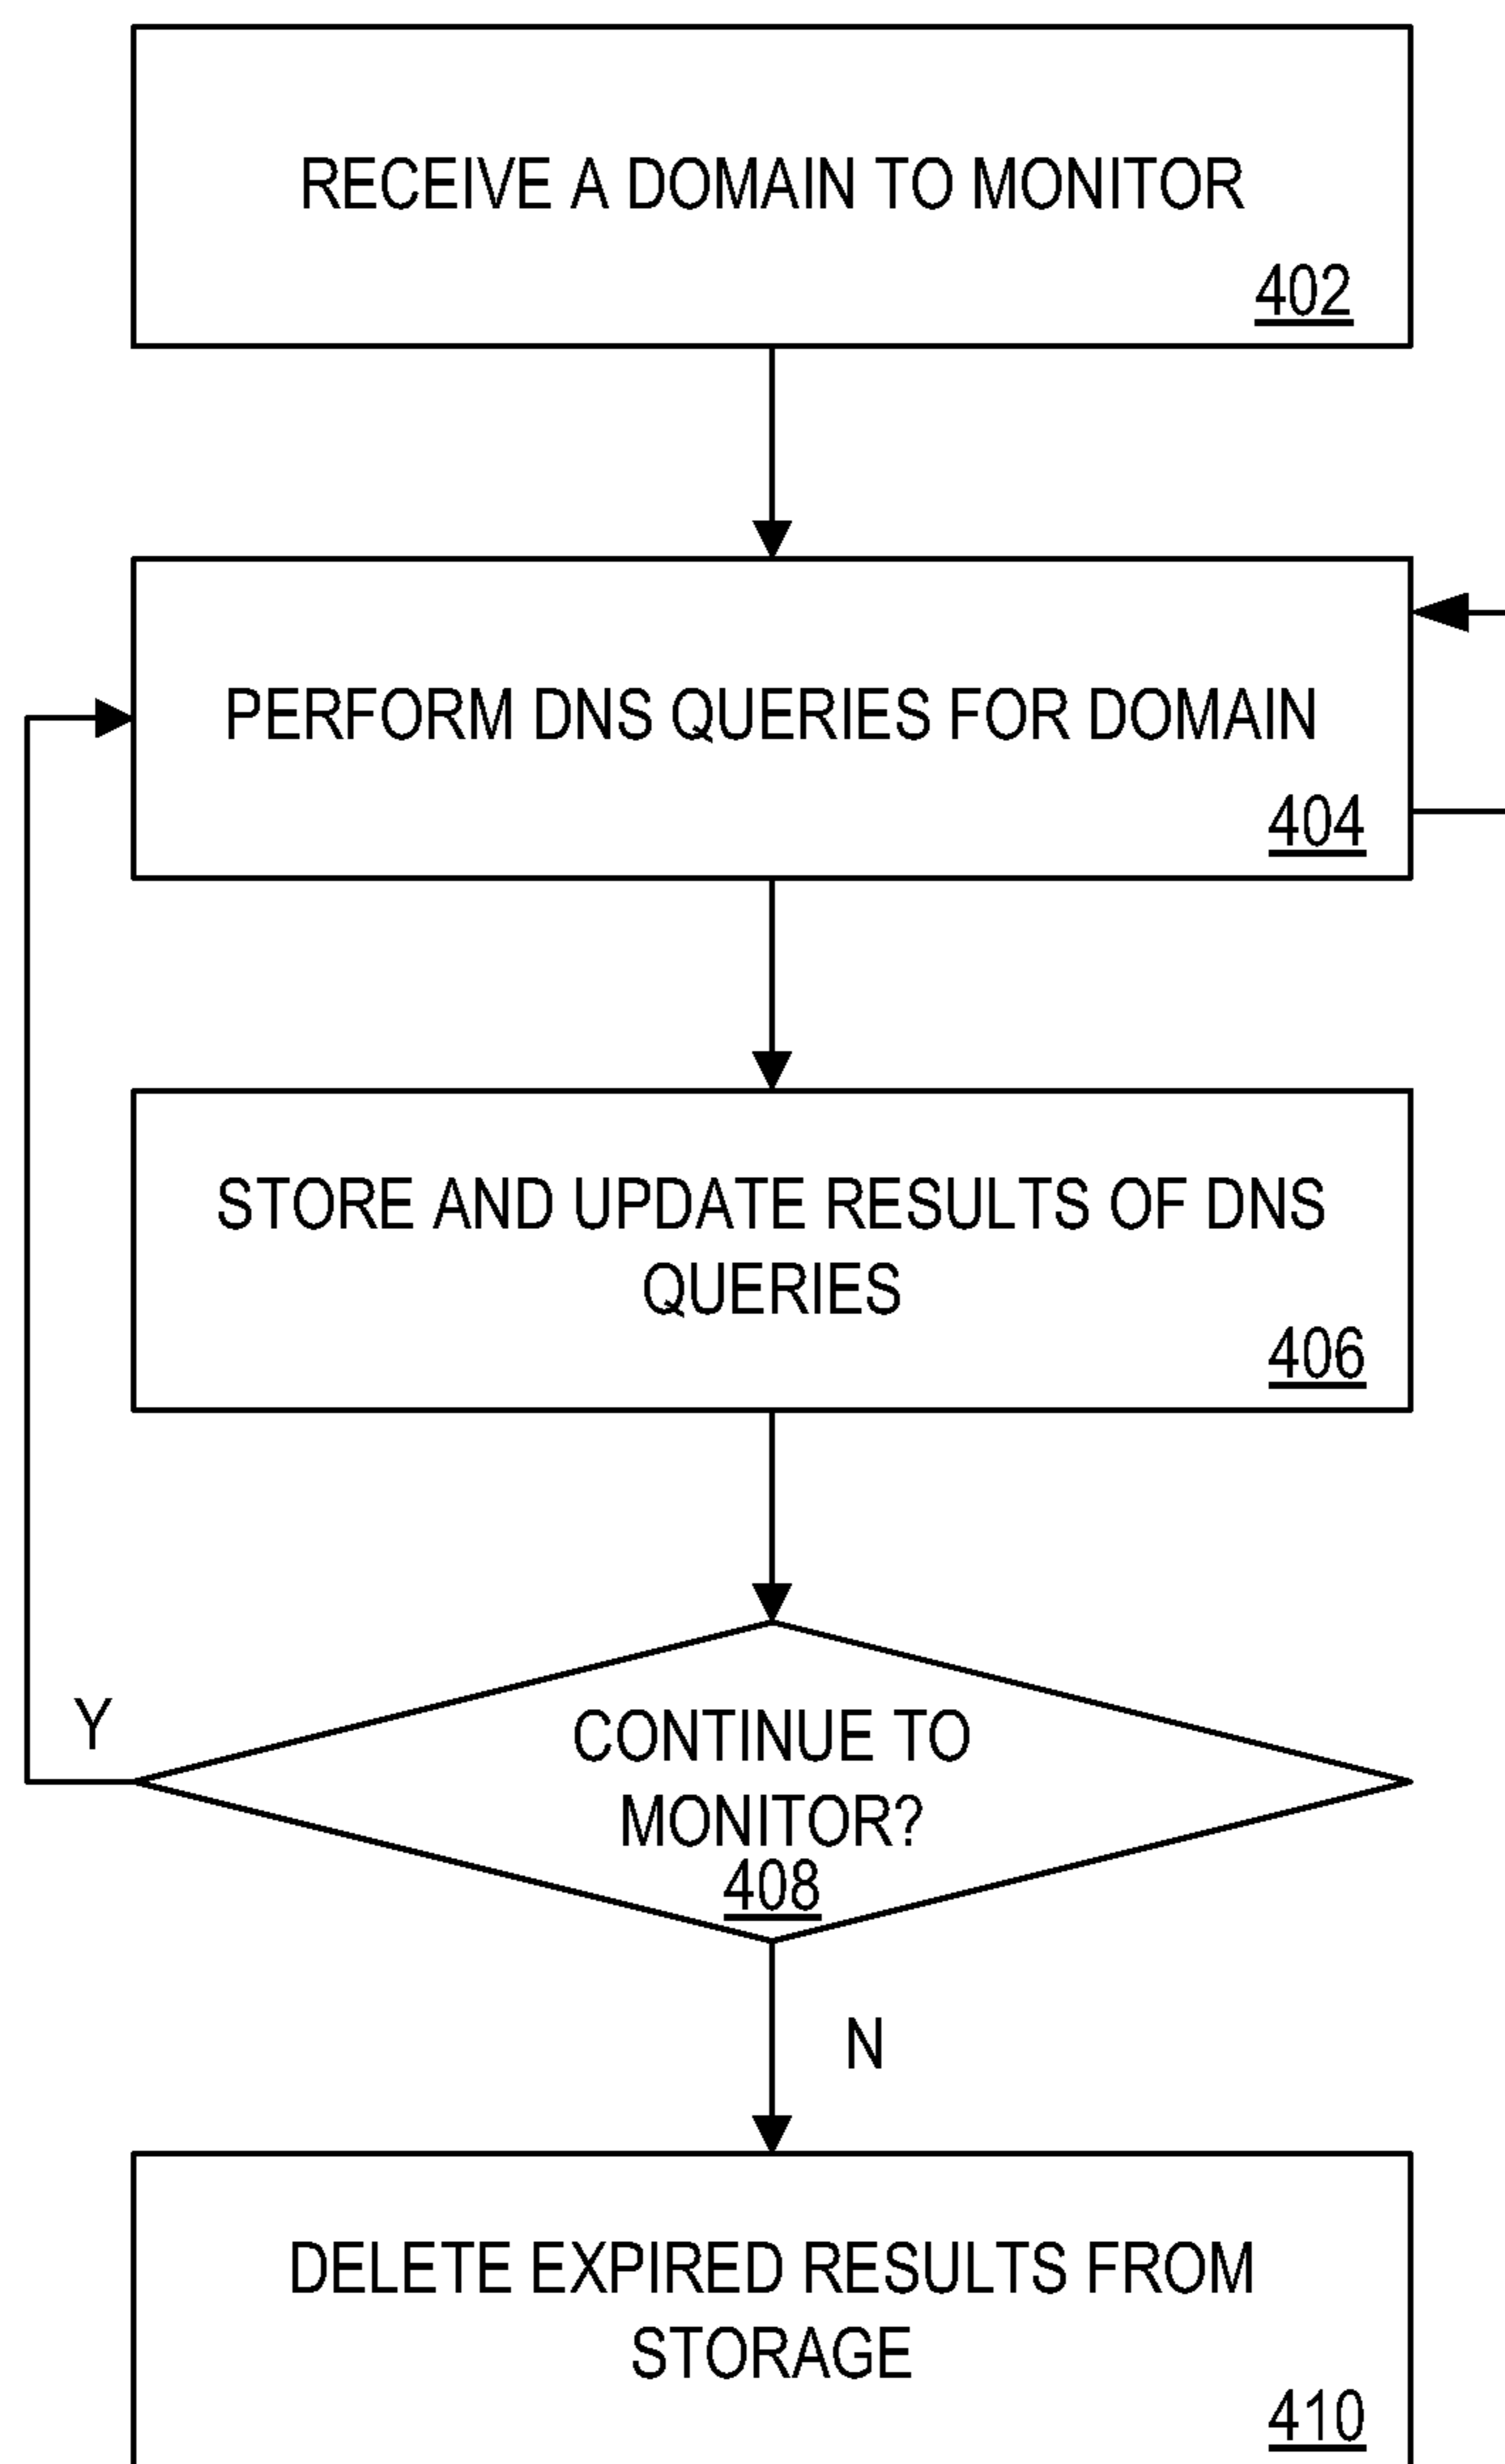 RECEIVE A DOMAIN TO MONITOR
402
PERFORM DNS QUERIES FOR DOMAIN
404
STORE AND UPDATE RESULTS OF DNS
QUERIES
406
Y
CONTINUE TO
MONITOR?
408
N
DELETE EXPIRED RESULTS FROM
STORAGE
410